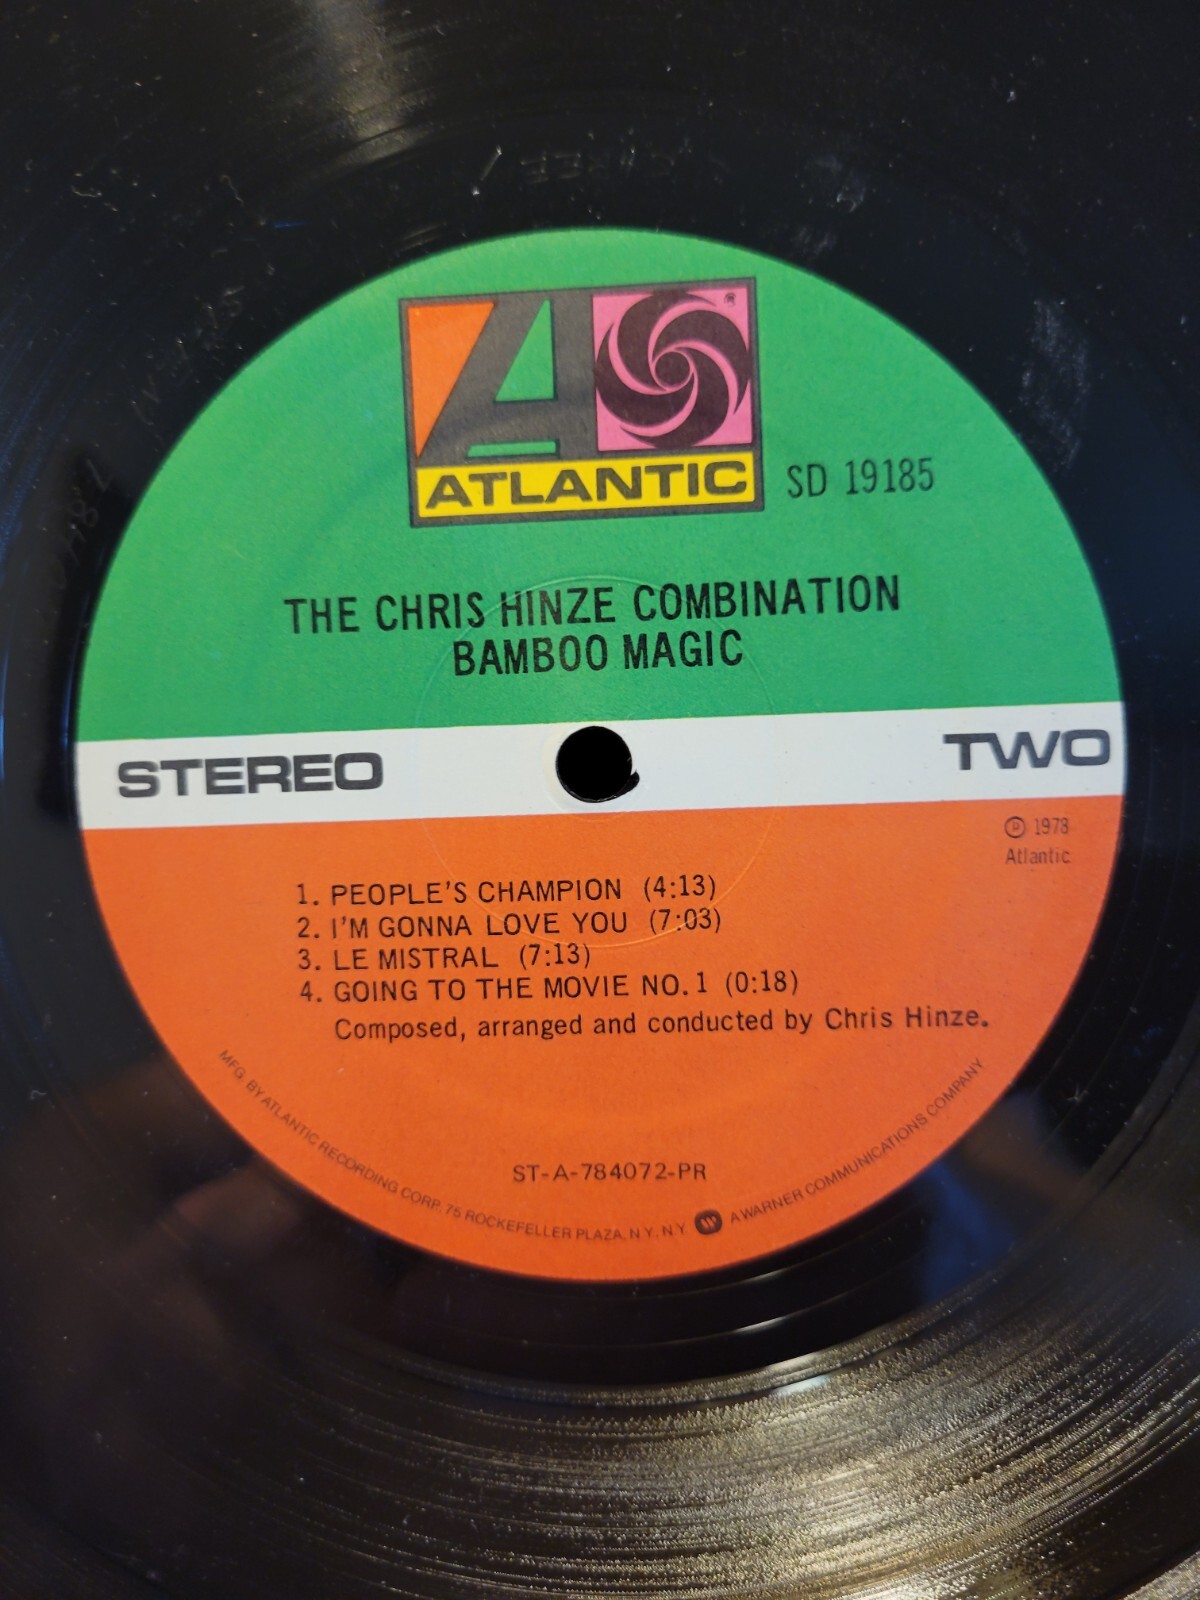 ®
ATLANTIC
SD 19185
THE CHRIS HINZE COMBINATION
BAMBOO MAGIC
STEREO
TWO
Ⓟ 1978
Atlantic
1. PEOPLE'S CHAMPION (4:13)
2. I'M GONNA LOVE YOU (7:03)
3. LE MISTRAL (7:13)
4. GOING TO THE MOVIE NO. 1 (0:18)
Composed, arranged and conducted by Chris Hinze.
ST-A-784072-PR
MFG. BY ATLANTIC RECORDING CORP. 75 ROCKEFELLER PLAZA, N.Y. N.Y. A WARNER COMMUNICATIONS COMPANY